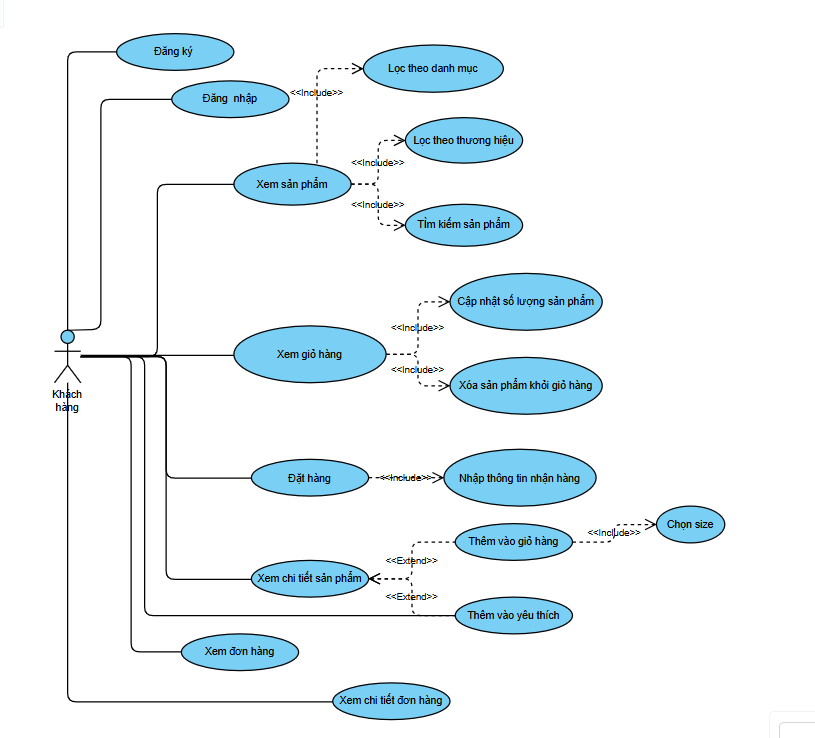 Đăng ký
Lọc theo danh mục
Đăng nhập
<<Include>>
Lọc theo thương hiệu
<<Include>>
Xem sản phẩm
<<Include>>
TÌm kiếm sản phẩm
Cập nhật số lượng sản phẩm
<<Include>>
Xem giỏ hàng
<<Include>>
Xóa sản phẩm khỏi giỏ hàng
Khách
hàng
Đặt hàng
<<Include>>
Nhập thông tin nhận hàng
Chọn size
<<Include>>
Thêm vào giỏ hàng
<<Extend>>
Xem chi tiết sản phẩm
<<Extend>>
Thêm vào yêu thích
Xem đơn hàng
Xem chi tiết đơn hàng